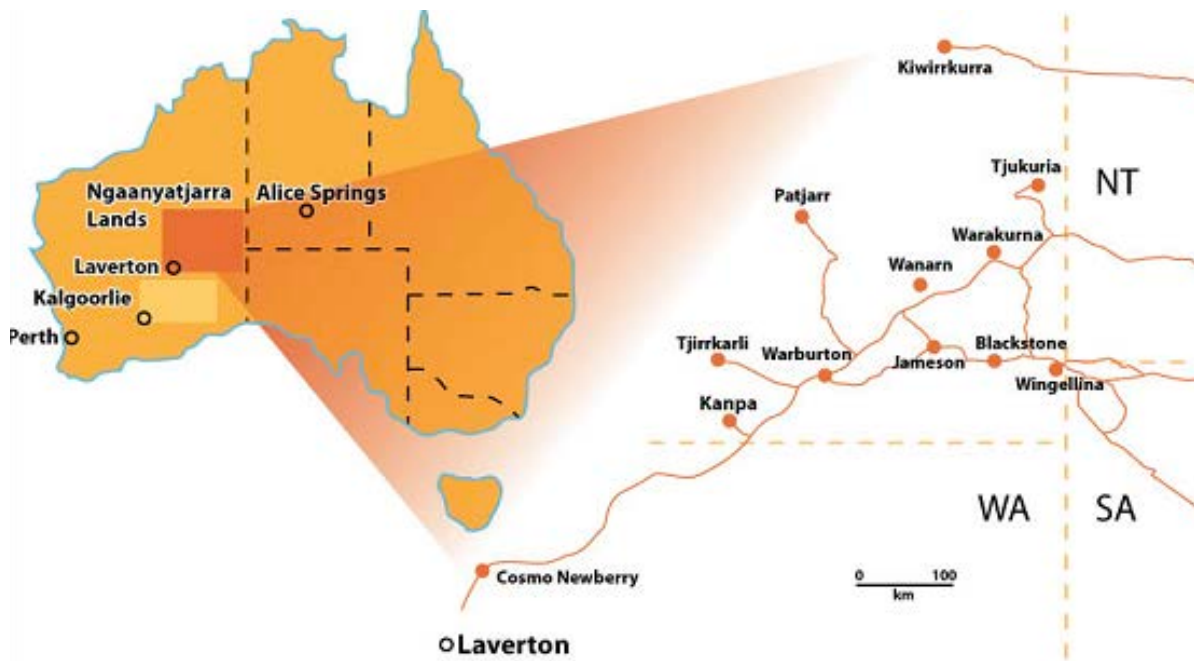 Kiwirrkurra
Tjukuria
NT
Ngaanyatjarra
Lands
Alice Springs
Patjarr
Warakurna
Wanarn
Laverton
Kalgoorlie
Perth
Tjirrkarli
Warburton
Blackstone
Jameson
Wingellina
Kanpa
WA
SA
Cosmo Newberry
0 100
km
Laverton